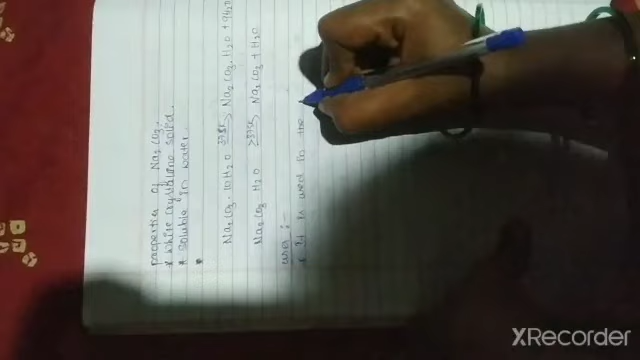 properties of Na₂CO₃.
* white crystalline solid.
* soluble in water.
*
Na₂CO₃·10H₂O 375K> Na₂CO₃·H₂O + 9H₂O
Na₂CO₃ H₂O >373K> Na₂CO₃ + H₂O
uses :-
* It is used in the
XRecorder